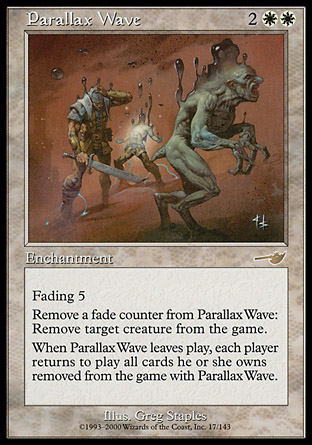 Parallax Wave 2
Enchantment
Fading 5
Remove a fade counter from Parallax Wave:
Remove target creature from the game.
When Parallax Wave leaves play, each player
returns to play all cards he or she owns
removed from the game with Parallax Wave.
Illus. Greg Staples
©1993-2000 Wizards of the Coast, Inc. 17/143